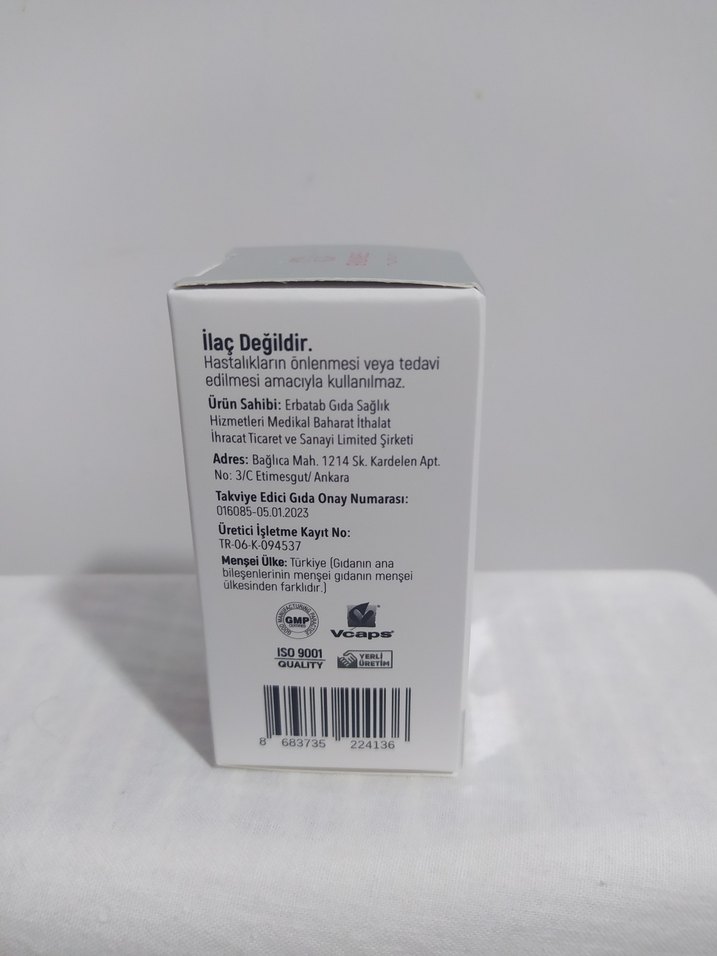 İlaç Değildir.
Hastalıkların önlenmesi veya tedavi
edilmesi amacıyla kullanılmaz.
Ürün Sahibi: Erbatab Gıda Sağlık
Hizmetleri Medikal Baharat İthalat
İhracat Ticaret ve Sanayi Limited Şirketi
Adres: Bağlıca Mah. 1214 Sk. Kardelen Apt.
No: 3/C Etimesgut/ Ankara
Takviye Edici Gıda Onay Numarası:
016085-05.01.2023
Üretici İşletme Kayıt No:
TR-06-K-094537
Menşei Ülke: Türkiye (Gıdanın ana
bileşenlerinin menşei gıdanın menşei
ülkesinden farklıdır.)
GOOD MANUFACTURING PRACTICE
GMP
Vcaps
ISO 9001
QUALITY
YERLİ
ÜRETİM
8 683735 224136